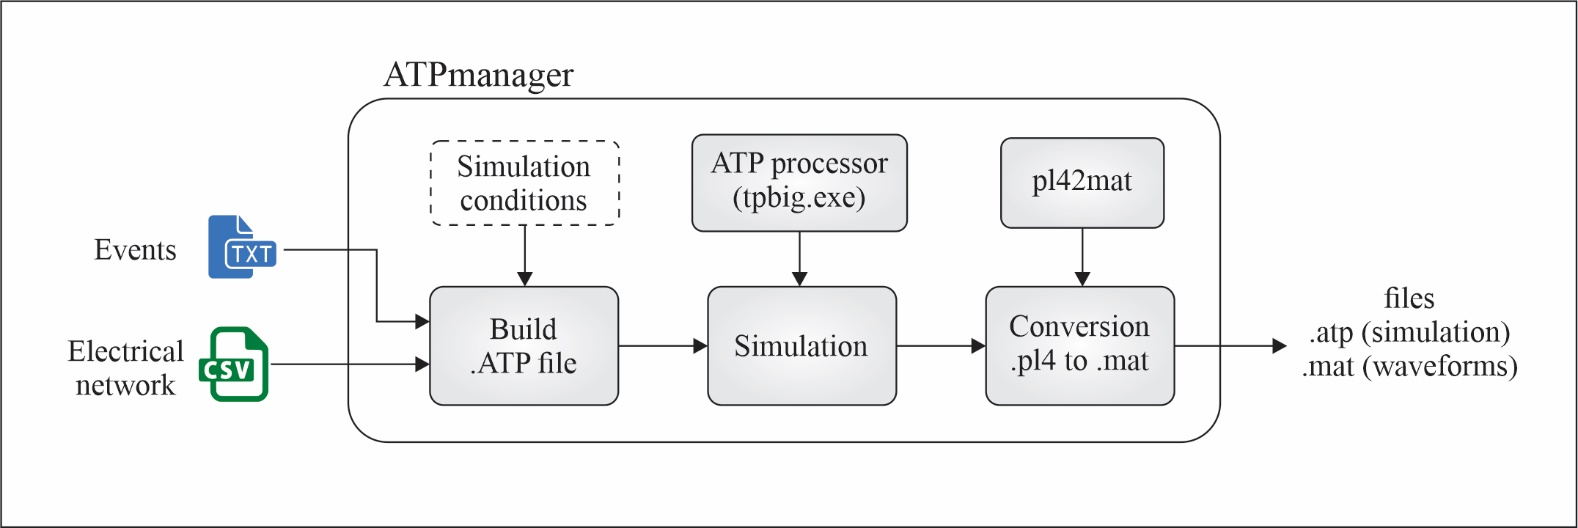 ATPmanager
Simulation
conditions
ATP processor
(tpbig.exe)
pl42mat
Events
TXT
Electrical
network
CSV
Build
.ATP file
Simulation
Conversion
.pl4 to .mat
files
.atp (simulation)
.mat (waveforms)